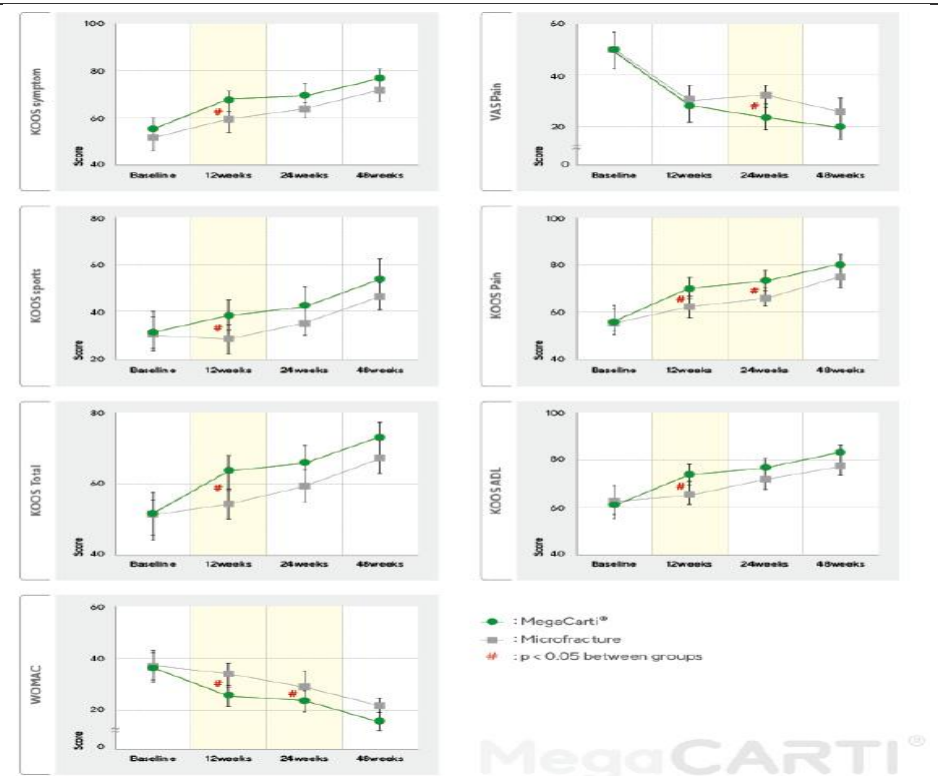 KOOS symptom
Score
100
80
60
40
Baseline 12weeks 24weeks 48weeks
VAS Pain
Score
60
40
20
0
Baseline 12weeks 24weeks 48weeks
KOOS sports
Score
80
60
40
20
Baseline 12weeks 24weeks 48weeks
KOOS Pain
Score
100
80
60
40
Baseline 12weeks 24weeks 48weeks
KOOS Total
Score
80
60
40
Baseline 12weeks 24weeks 48weeks
KOOS ADL
Score
100
80
60
40
Baseline 12weeks 24weeks 48weeks
WOMAC
Score
60
40
20
0
Baseline 12weeks 24weeks 48weeks
: MegaCarti®
: Microfracture
# : p < 0.05 between groups
MegaCARTI®